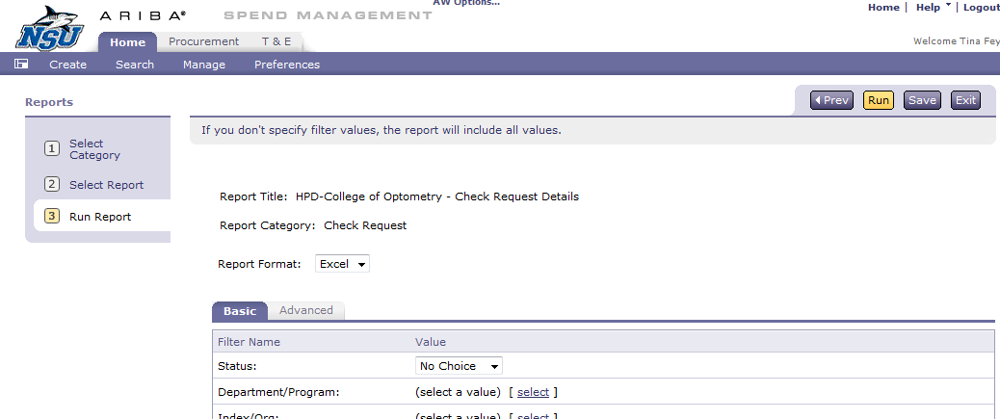 AW Options...
Home | Help | Logout
NSU
ARIBA® SPEND MANAGEMENT
Home Procurement T & E
Welcome Tina Fey
Create Search Manage Preferences
Reports
Prev Run Save Exit
If you don't specify filter values, the report will include all values.
1 Select
Category
2 Select Report
3 Run Report
Report Title: HPD-College of Optometry - Check Request Details
Report Category: Check Request
Report Format: Excel
Basic Advanced
Filter Name Value
Status: No Choice
Department/Program: (select a value) [ select ]
Index/Org: (select a value) [ select ]